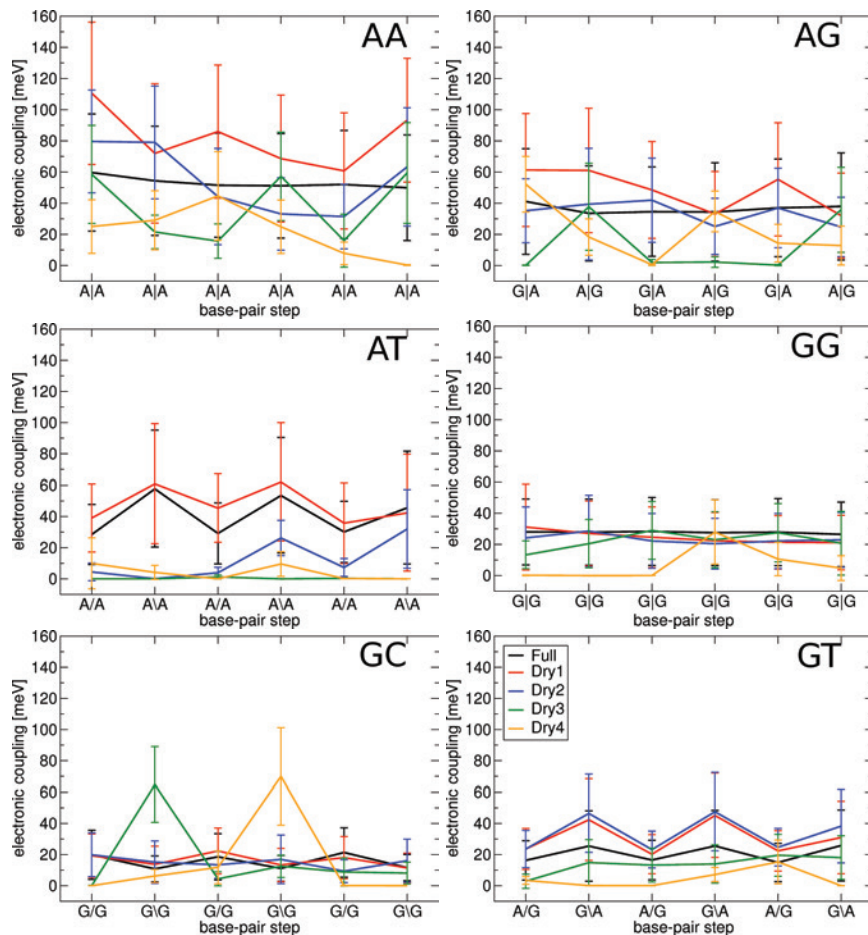 AA
electronic coupling [meV]
160
140
120
100
80
60
40
20
0
A|A A|A A|A A|A A|A A|A
base-pair step
AG
electronic coupling [meV]
160
140
120
100
80
60
40
20
0
G|A A|G G|A A|G G|A A|G
base-pair step
AT
electronic coupling [meV]
160
140
120
100
80
60
40
20
0
A/A A\A A/A A\A A/A A\A
base-pair step
GG
electronic coupling [meV]
160
140
120
100
80
60
40
20
0
G|G G|G G|G G|G G|G G|G
base-pair step
GC
electronic coupling [meV]
160
140
120
100
80
60
40
20
0
G/G G\G G/G G\G G/G G\G
base-pair step
GT
electronic coupling [meV]
160
140
120
100
80
60
40
20
0
Full
Dry1
Dry2
Dry3
Dry4
A/G G\A A/G G\A A/G G\A
base-pair step